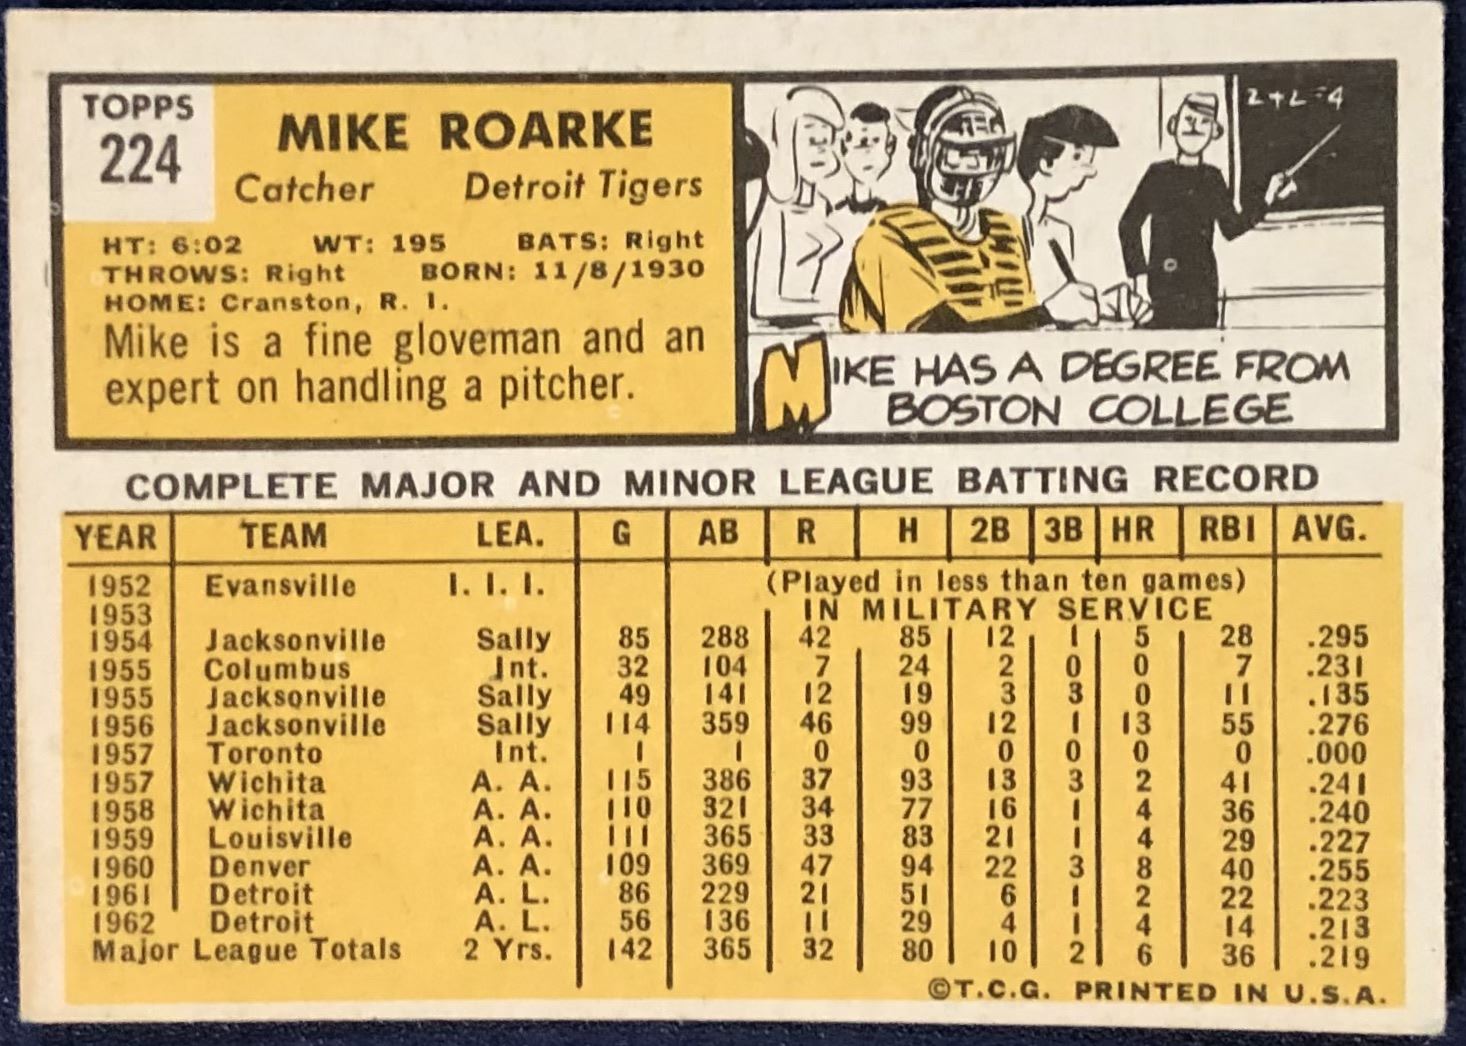 TOPPS
224
MIKE ROARKE
Catcher Detroit Tigers
HT: 6:02 WT: 195 BATS: Right
THROWS: Right BORN: 11/8/1930
HOME: Cranston, R. I.
Mike is a fine gloveman and an
expert on handling a pitcher.
2+2=4
MIKE HAS A DEGREE FROM
BOSTON COLLEGE
COMPLETE MAJOR AND MINOR LEAGUE BATTING RECORD
YEAR TEAM LEA. G AB R H 2B 3B HR RBI AVG.
1952 Evansville I. I. I. (Played in less than ten games)
1953 IN MILITARY SERVICE
1954 Jacksonville Sally 85 288 42 85 12 1 5 28 .295
1955 Columbus Int. 32 104 7 24 2 0 0 7 .231
1955 Jacksonville Sally 49 141 12 19 3 3 0 11 .135
1956 Jacksonville Sally 114 359 46 99 12 1 13 55 .276
1957 Toronto Int. 1 1 0 0 0 0 0 0 .000
1957 Wichita A. A. 115 386 37 93 13 3 2 41 .241
1958 Wichita A. A. 110 321 34 77 16 1 4 36 .240
1959 Louisville A. A. 111 365 33 83 21 1 4 29 .227
1960 Denver A. A. 109 369 47 94 22 3 8 40 .255
1961 Detroit A. L. 86 229 21 51 6 1 2 22 .223
1962 Detroit A. L. 56 136 11 29 4 1 4 14 .213
Major League Totals 2 Yrs. 142 365 32 80 10 2 6 36 .219
©T.C.G. PRINTED IN U.S.A.